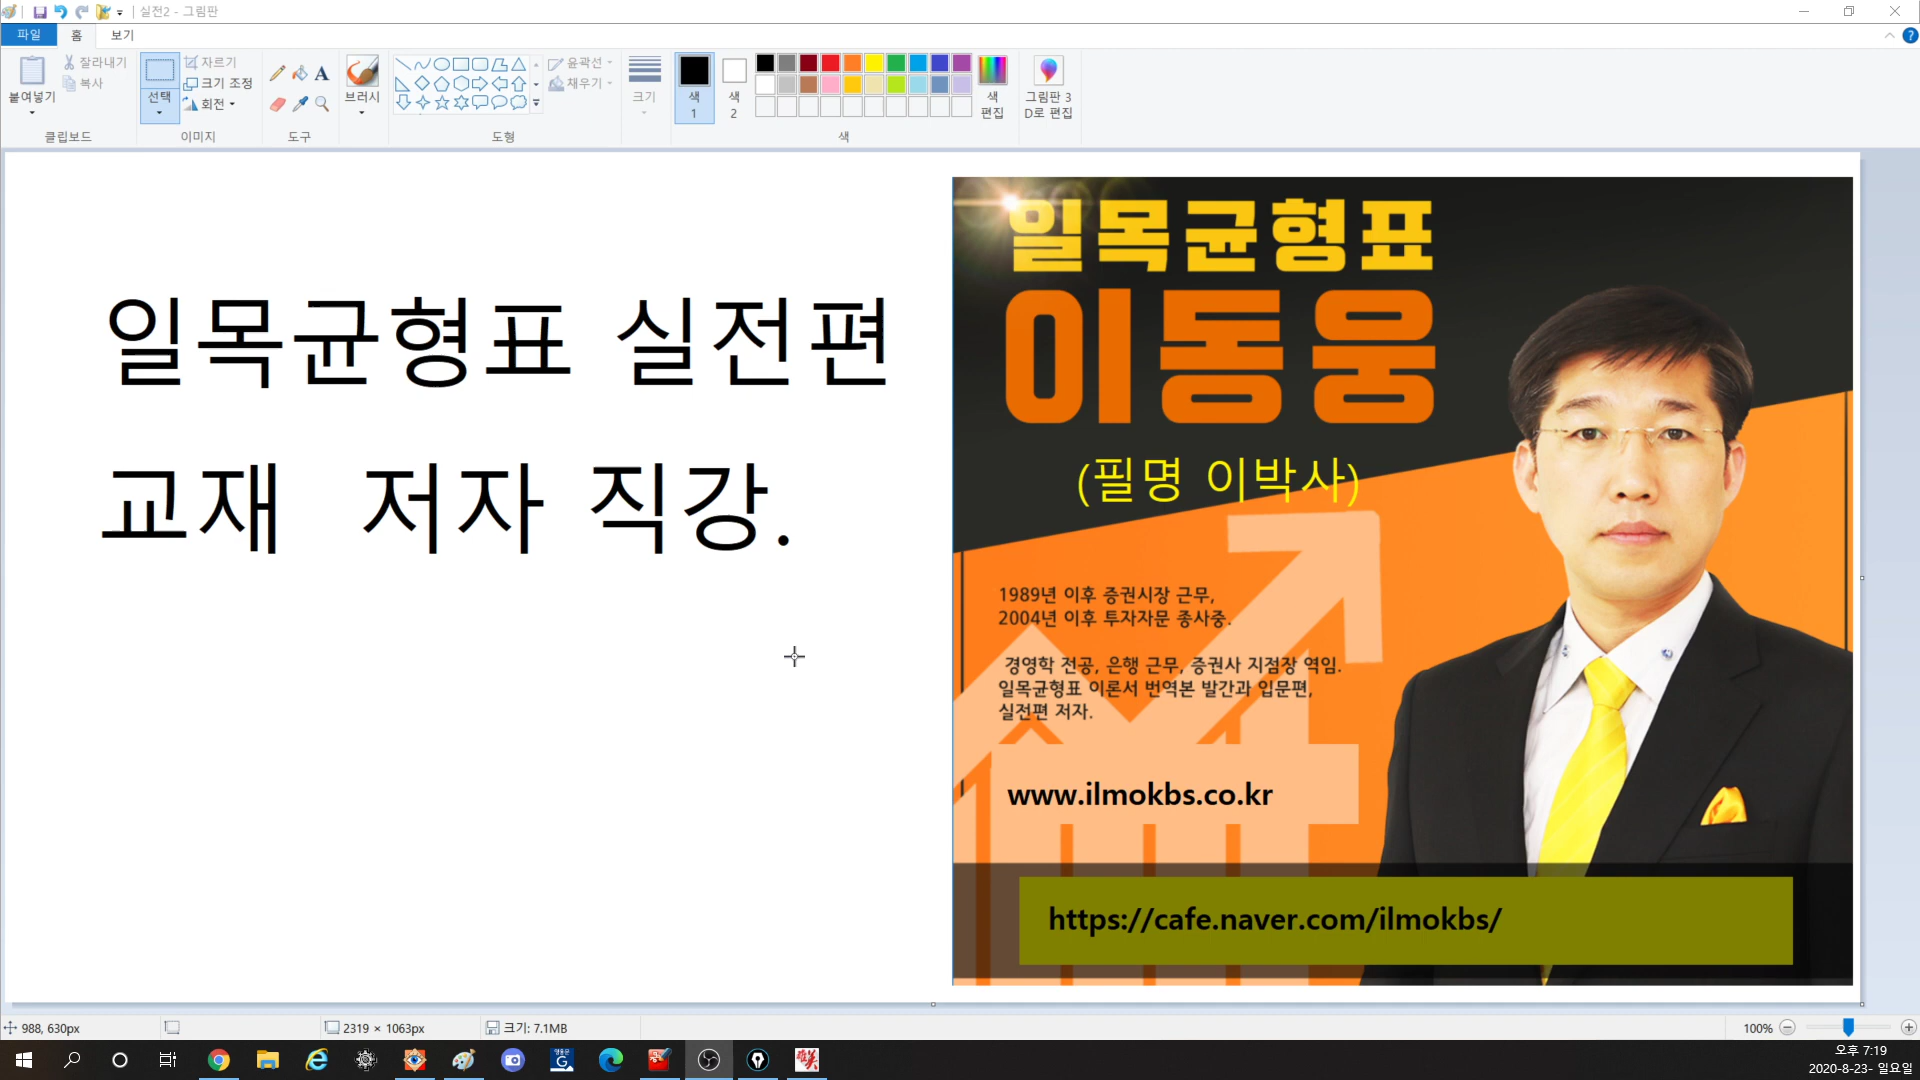 실전2 - 그림판
파일
홈
보기
붙여넣기
잘라내기
복사
클립보드
선택
자르기
크기 조정
회전
이미지
A
도구
브러시
윤곽선
채우기
도형
크기
색
1
색
2
색
편집
색
그림판 3
D로 편집
?
일목균형표 실전편
교재 저자 직강.
일목균형표
이동웅
(필명 이박사)
1989년 이후 증권시장 근무,
2004년 이후 투자자문 종사중.
경영학 전공, 은행 근무, 증권사 지점장 역임.
일목균형표 이론서 번역본 발간과 입문편,
실전편 저자.
www.ilmokbs.co.kr
https://cafe.naver.com/ilmokbs/
988, 630px
2319 × 1063px
크기: 7.1MB
100%
영웅문
G
오후 7:19
2020-8-23- 일요일